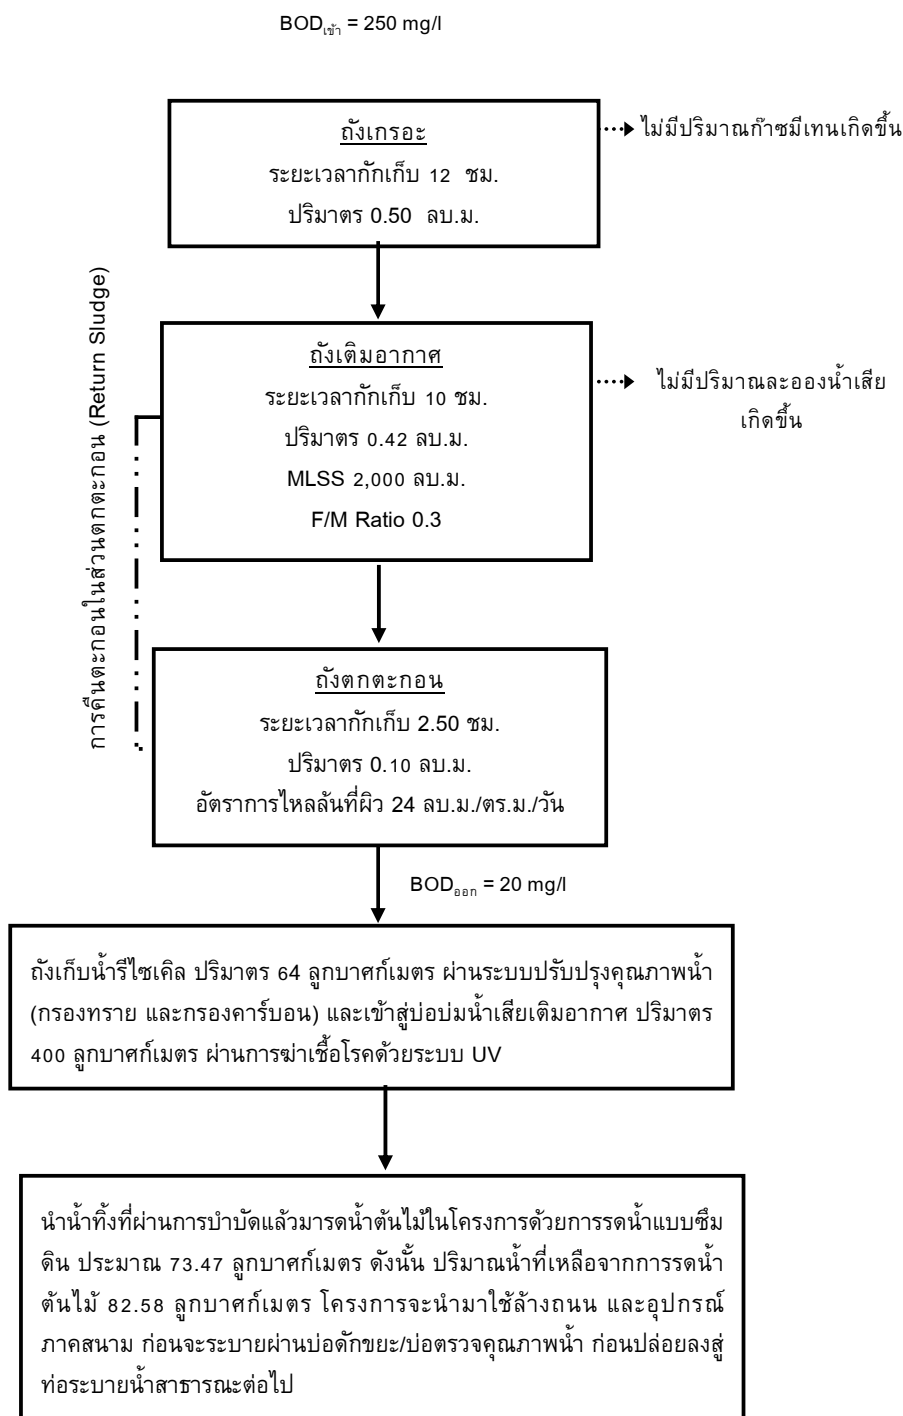 BODเข้า = 250 mg/l
ถังเกรอะ
ระยะเวลากักเก็บ 12 ชม.
ปริมาตร 0.50 ลบ.ม.
ไม่มีปริมาณก๊าซมีเทนเกิดขึ้น
ถังเติมอากาศ
ระยะเวลากักเก็บ 10 ชม.
ปริมาตร 0.42 ลบ.ม.
MLSS 2,000 ลบ.ม.
F/M Ratio 0.3
ไม่มีปริมาณละอองน้ำเสีย
เกิดขึ้น
การคืนตะกอนในส่วนตกตะกอน (Return Sludge)
ถังตกตะกอน
ระยะเวลากักเก็บ 2.50 ชม.
ปริมาตร 0.10 ลบ.ม.
อัตราการไหลล้นที่ผิว 24 ลบ.ม./ตร.ม./วัน
BODออก = 20 mg/l
ถังเก็บน้ำรีไซเคิล ปริมาตร 64 ลูกบาศก์เมตร ผ่านระบบปรับปรุงคุณภาพน้ำ
(กรองทราย และกรองคาร์บอน) และเข้าสู่บ่อบ่มน้ำเสียเติมอากาศ ปริมาตร
400 ลูกบาศก์เมตร ผ่านการฆ่าเชื้อโรคด้วยระบบ UV
นำน้ำทิ้งที่ผ่านการบำบัดแล้วมารดน้ำต้นไม้ในโครงการด้วยการรดน้ำแบบซึม
ดิน ประมาณ 73.47 ลูกบาศก์เมตร ดังนั้น ปริมาณน้ำที่เหลือจากการรดน้ำ
ต้นไม้ 82.58 ลูกบาศก์เมตร โครงการจะนำมาใช้ล้างถนน และอุปกรณ์
ภาคสนาม ก่อนจะระบายผ่านบ่อดักขยะ/บ่อตรวจคุณภาพน้ำ ก่อนปล่อยลงสู่
ท่อระบายน้ำสาธารณะต่อไป